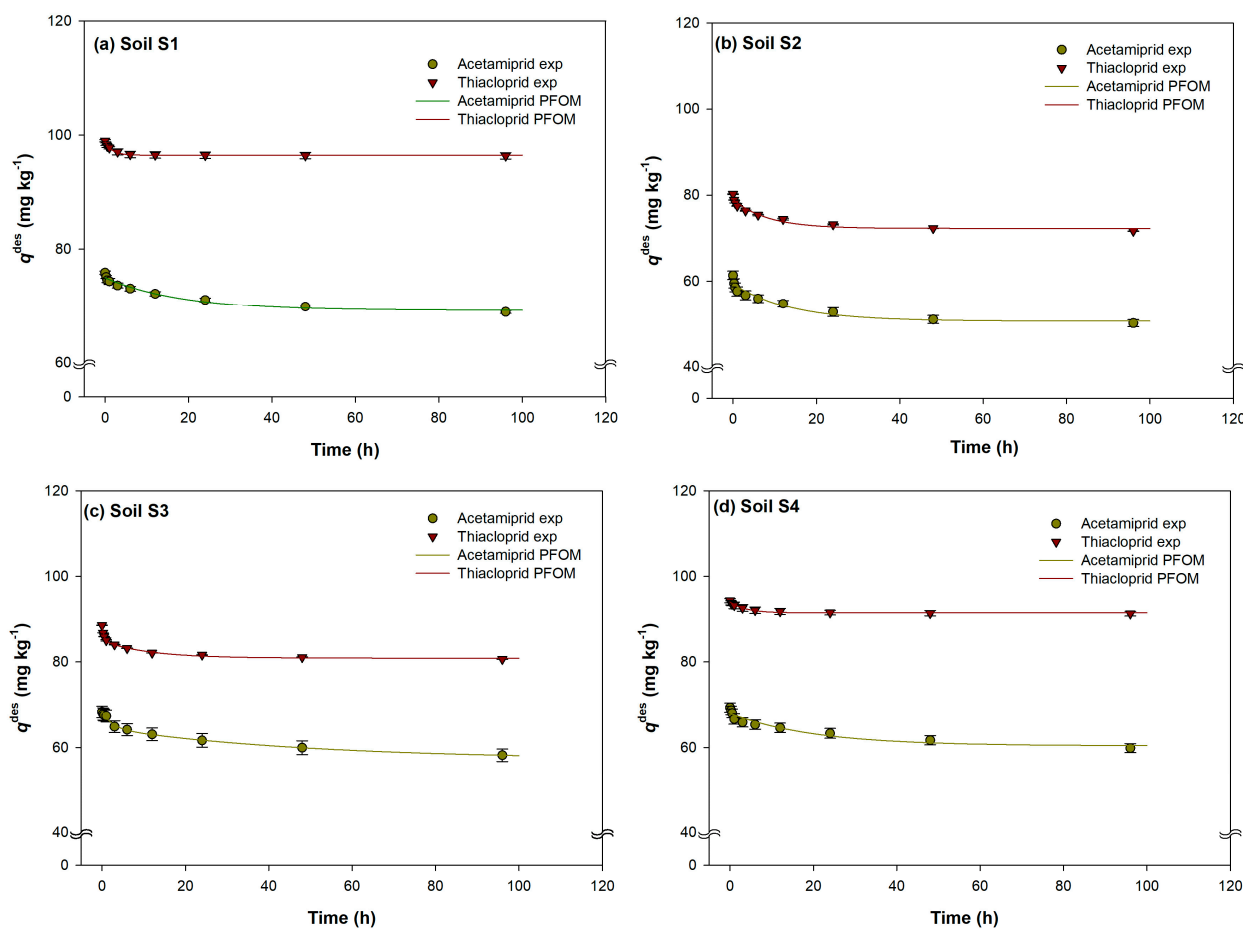 (a) Soil S1
Acetamiprid exp
Thiacloprid exp
Acetamiprid PFOM
Thiacloprid PFOM
120
100
80
60
0
q^des (mg kg^-1)
0 20 40 60 80 100 120
Time (h)
(b) Soil S2
Acetamiprid exp
Thiacloprid exp
Acetamiprid PFOM
Thiacloprid PFOM
120
100
80
60
40
0
q^des (mg kg^-1)
0 20 40 60 80 100 120
Time (h)
(c) Soil S3
Acetamiprid exp
Thiacloprid exp
Acetamiprid PFOM
Thiacloprid PFOM
120
100
80
60
40
0
q^des (mg kg^-1)
0 20 40 60 80 100 120
Time (h)
(d) Soil S4
Acetamiprid exp
Thiacloprid exp
Acetamiprid PFOM
Thiacloprid PFOM
120
100
80
60
40
0
q^des (mg kg^-1)
0 20 40 60 80 100 120
Time (h)